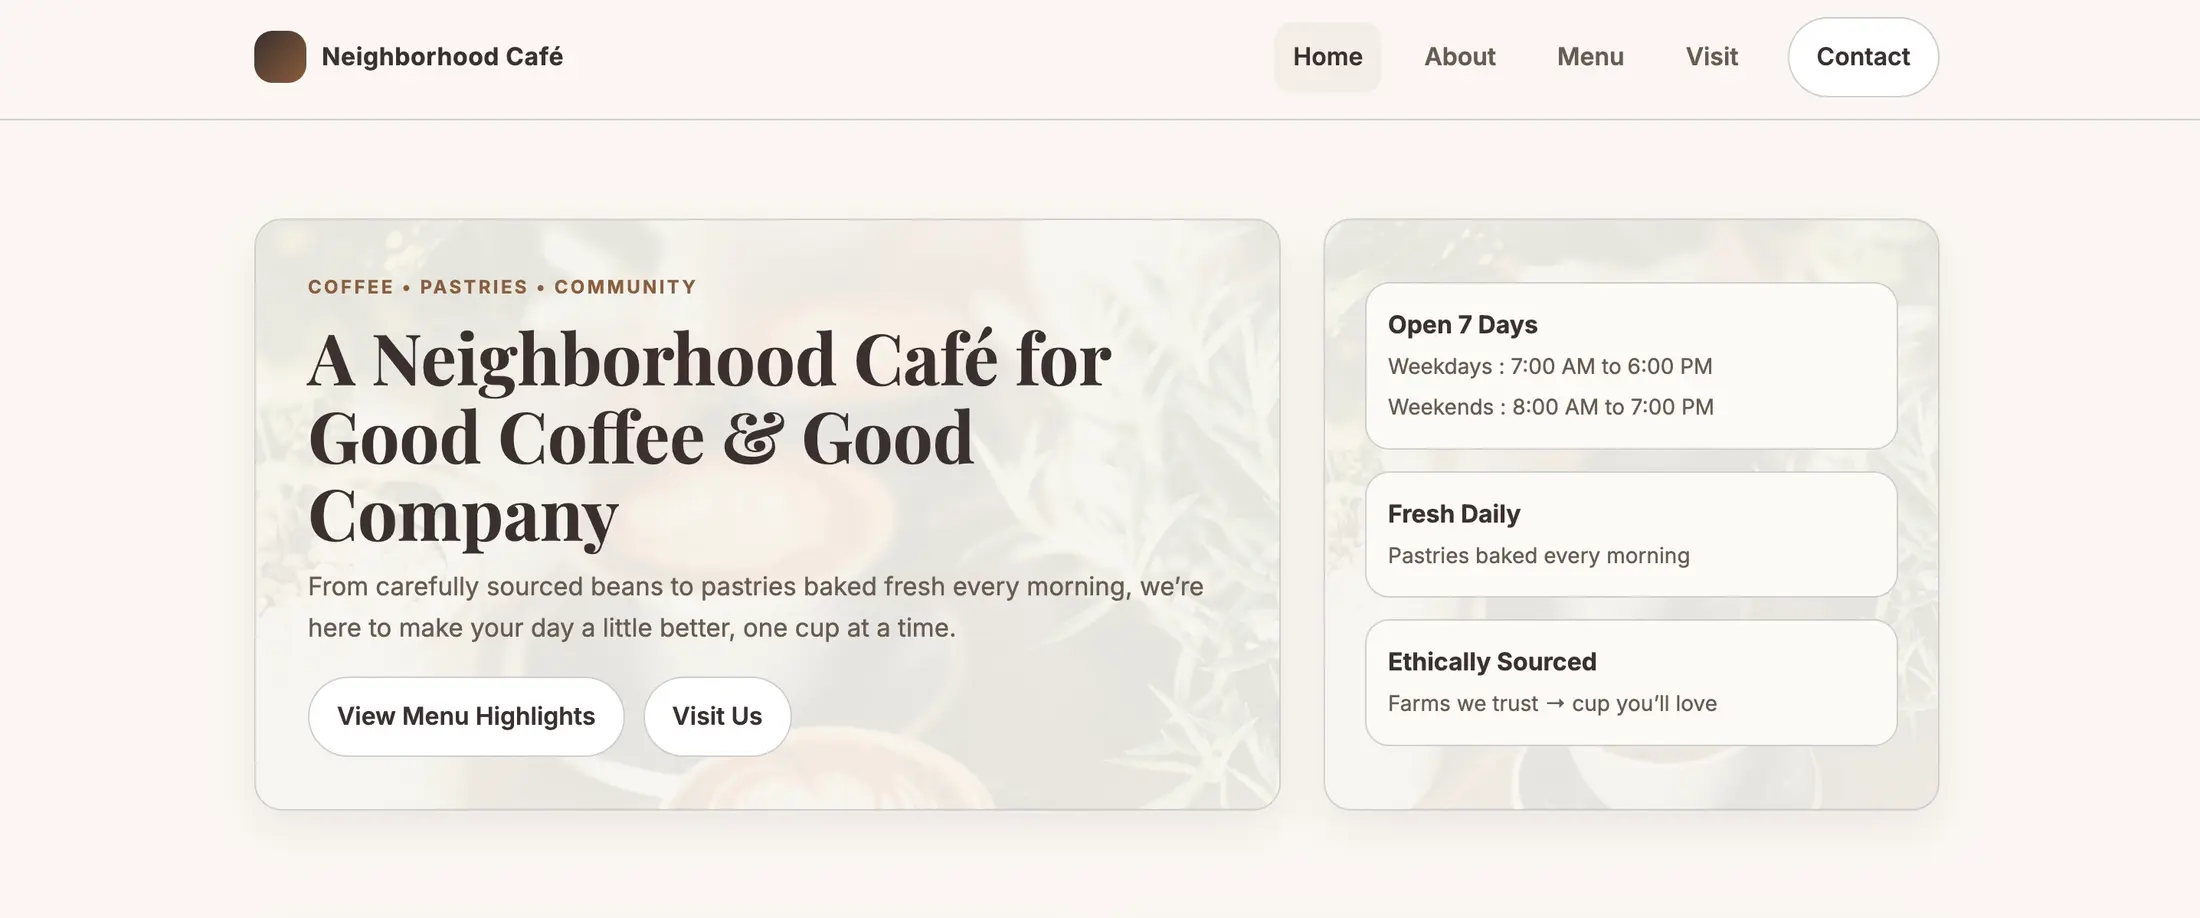 Neighborhood Café
Home
About
Menu
Visit
Contact
COFFEE • PASTRIES • COMMUNITY
A Neighborhood Café for
Good Coffee & Good
Company
From carefully sourced beans to pastries baked fresh every morning, we’re
here to make your day a little better, one cup at a time.
View Menu Highlights
Visit Us
Open 7 Days
Weekdays : 7:00 AM to 6:00 PM
Weekends : 8:00 AM to 7:00 PM
Fresh Daily
Pastries baked every morning
Ethically Sourced
Farms we trust → cup you’ll love